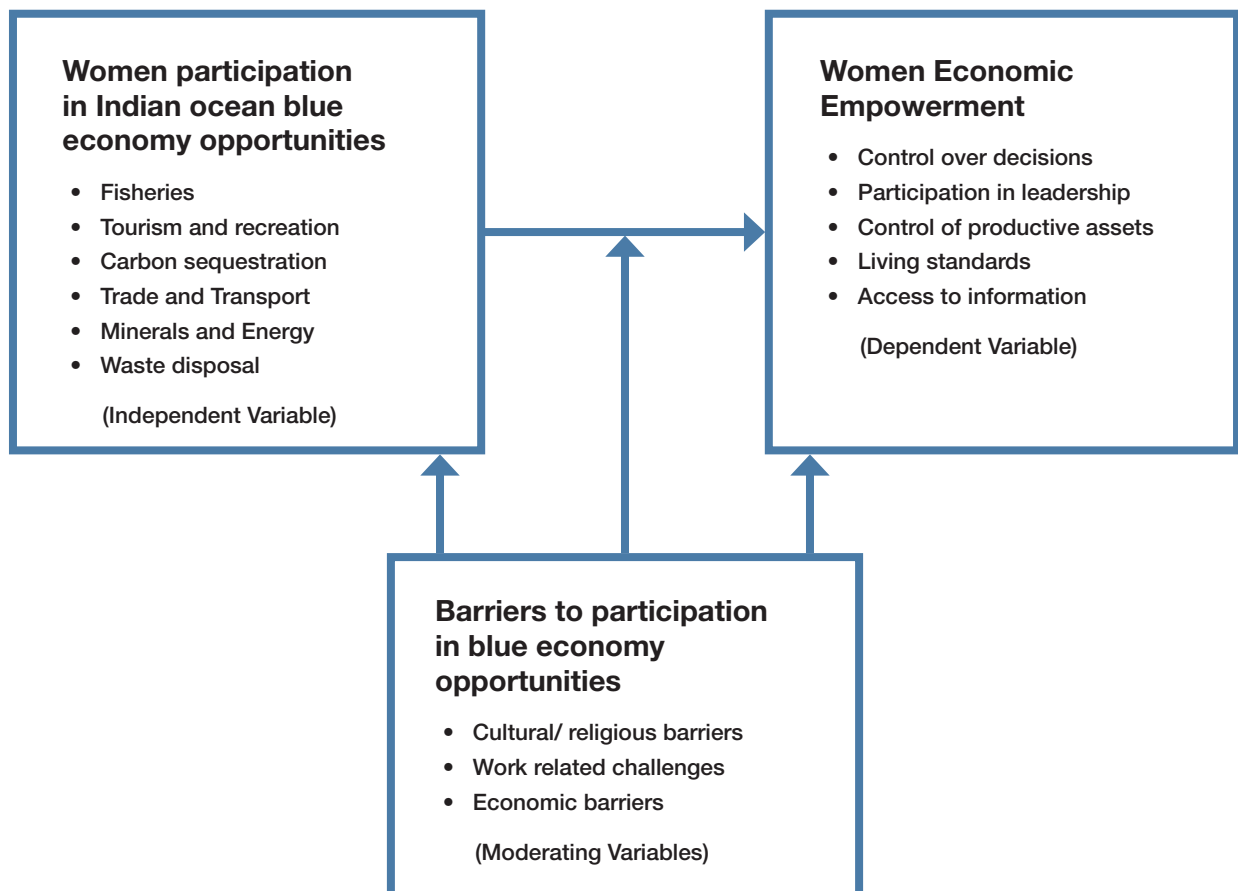 Women participation
in Indian ocean blue
economy opportunities
• Fisheries
• Tourism and recreation
• Carbon sequestration
• Trade and Transport
• Minerals and Energy
• Waste disposal
(Independent Variable)
Women Economic
Empowerment
• Control over decisions
• Participation in leadership
• Control of productive assets
• Living standards
• Access to information
(Dependent Variable)
Barriers to participation
in blue economy
opportunities
• Cultural/ religious barriers
• Work related challenges
• Economic barriers
(Moderating Variables)